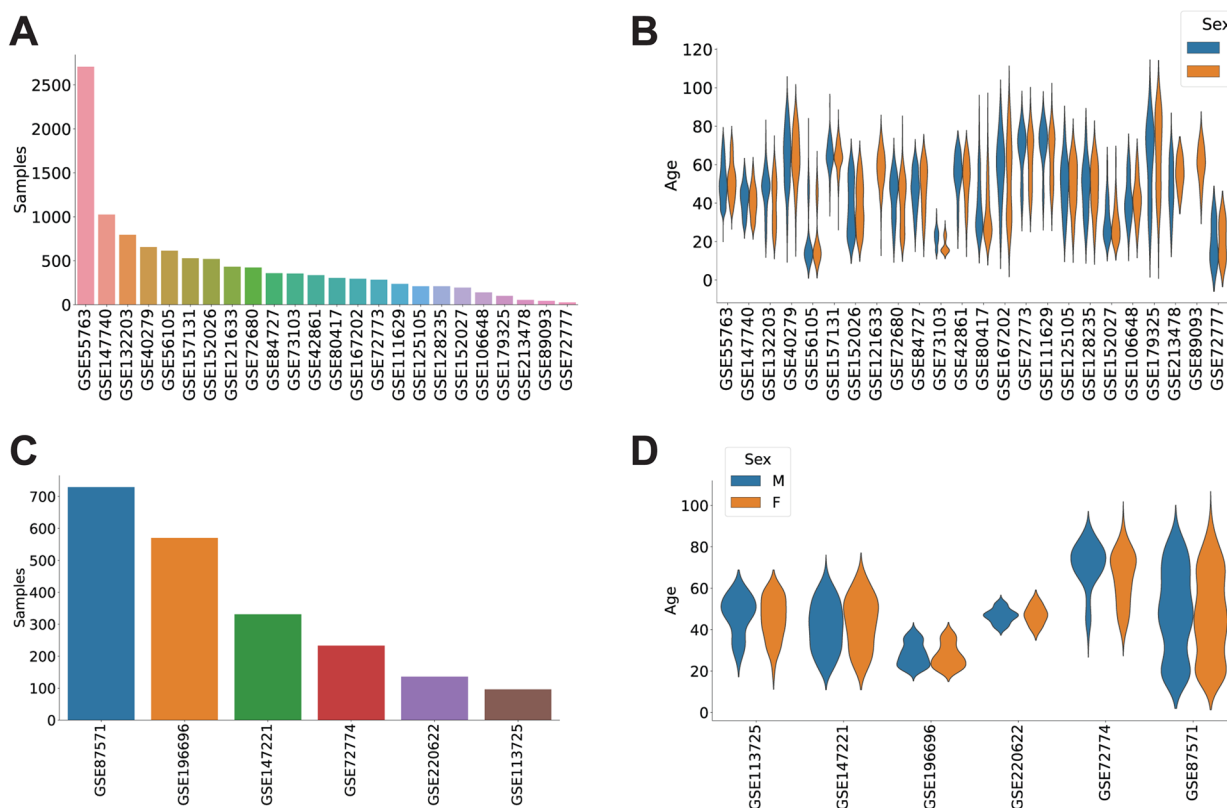 A
Samples
2500
2000
1500
1000
500
0
GSE55763
GSE147740
GSE132203
GSE40279
GSE56105
GSE157131
GSE152026
GSE121633
GSE72680
GSE84727
GSE73103
GSE42861
GSE80417
GSE167202
GSE72773
GSE111629
GSE125105
GSE128235
GSE152027
GSE106648
GSE179325
GSE213478
GSE89093
GSE72777
B
Sex
Age
120
100
80
60
40
20
0
GSE55763
GSE147740
GSE132203
GSE40279
GSE56105
GSE157131
GSE152026
GSE121633
GSE72680
GSE84727
GSE73103
GSE42861
GSE80417
GSE167202
GSE72773
GSE111629
GSE125105
GSE128235
GSE152027
GSE106648
GSE179325
GSE213478
GSE89093
GSE72777
C
Samples
700
600
500
400
300
200
100
0
GSE87571
GSE196696
GSE147221
GSE72774
GSE220622
GSE113725
D
Sex
M
F
Age
100
80
60
40
20
0
GSE113725
GSE147221
GSE196696
GSE220622
GSE72774
GSE87571